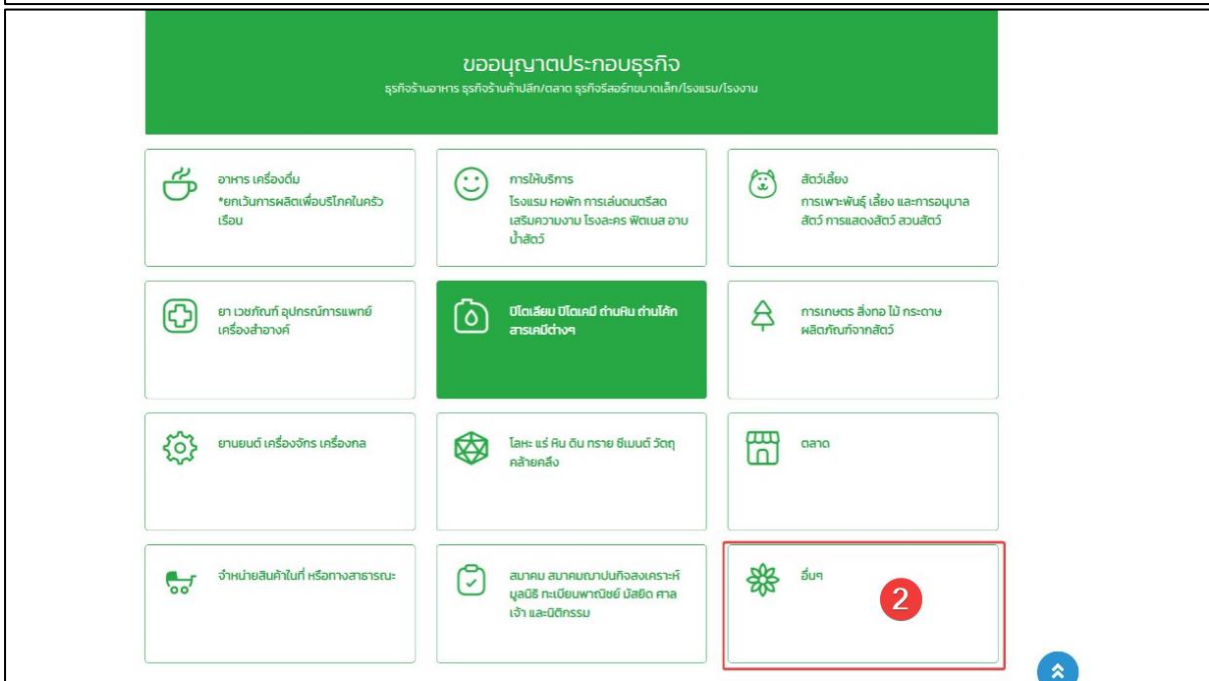 ขออนุญาตประกอบธุรกิจ
ธุรกิจร้านอาหาร ธุรกิจร้านค้าปลีก/ตลาด ธุรกิจรีสอร์ทขนาดเล็ก/โรงแรม/โรงงาน
อาหาร เครื่องดื่ม
*ยกเว้นการผลิตเพื่อบริโภคในครัว
เรือน
การให้บริการ
โรงแรม หอพัก การเล่นดนตรีสด
เสริมความงาม โรงละคร ฟิตเนส อาบ
น้ำสัตว์
สัตว์เลี้ยง
การเพาะพันธุ์ เลี้ยง และการอนุบาล
สัตว์ การแสดงสัตว์ สวนสัตว์
ยา เวชภัณฑ์ อุปกรณ์การแพทย์
เครื่องสำอางค์
ปิโตเลียม ปิโตเคมี ถ่านหิน ถ่านโค้ก
สารเคมีต่างๆ
การเกษตร สิ่งทอ ไม้ กระดาษ
ผลิตภัณฑ์จากสัตว์
ยานยนต์ เครื่องจักร เครื่องกล
โลหะ แร่ หิน ดิน ทราย ซีเมนต์ วัตถุ
คล้ายคลึง
ตลาด
จำหน่ายสินค้าในที่ หรือทางสาธารณะ
สมาคม สมาคมฌาปนกิจสงเคราะห์
มูลนิธิ ทะเบียนพาณิชย์ มัสยิด ศาล
เจ้า และนิติกรรม
อื่นๆ
2